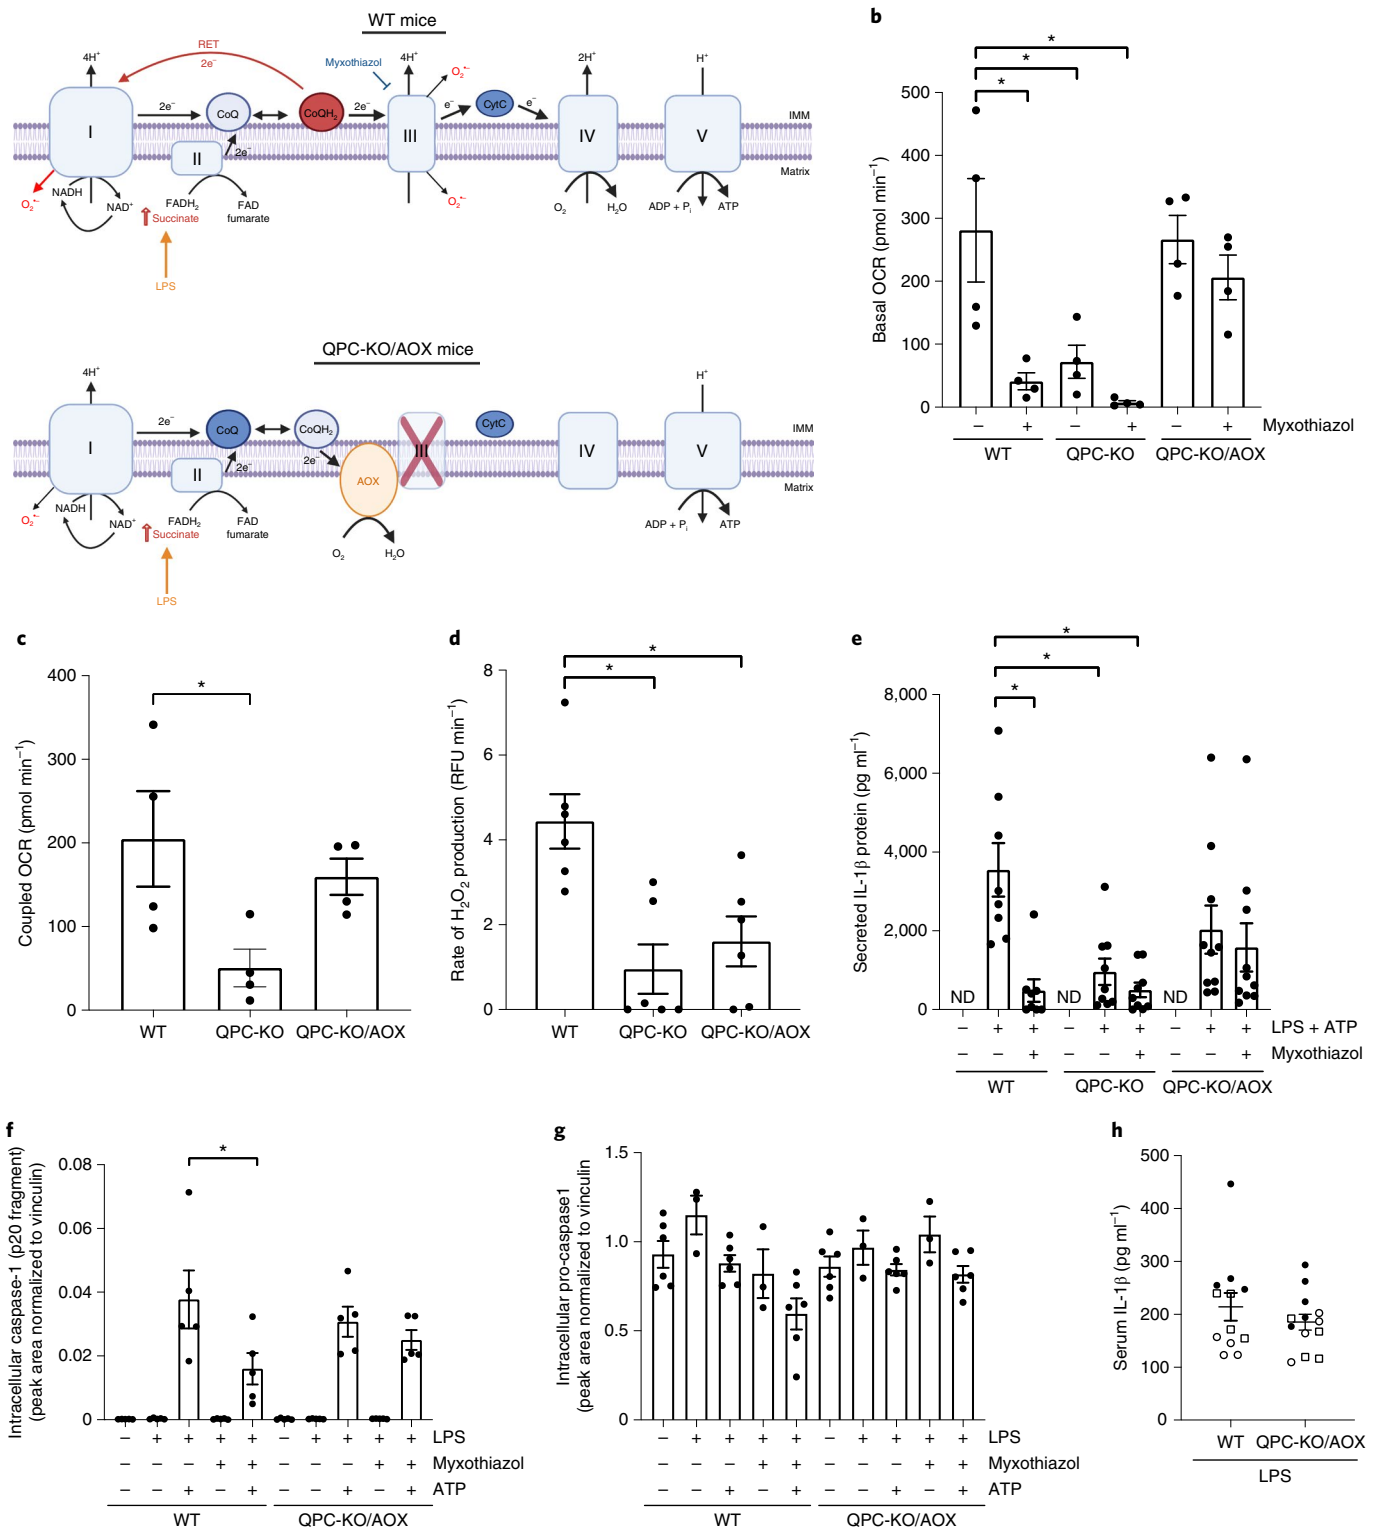 WT mice
RET
2e⁻
4H⁺
Myxothiazol
4H⁺
O₂•⁻
2H⁺
H⁺
I
2e⁻
CoQ
CoQH₂
2e⁻
III
e⁻
CytC
e⁻
IV
V
IMM
II
2e⁻
Matrix
O₂•⁻
NADH
NAD⁺
FADH₂
FAD
fumarate
Succinate
LPS
O₂•⁻
O₂
H₂O
ADP + Pᵢ
ATP
QPC-KO/AOX mice
4H⁺
H⁺
I
2e⁻
CoQ
CoQH₂
CytC
III
IV
V
IMM
II
2e⁻
2e⁻
AOX
Matrix
O₂•⁻
NADH
NAD⁺
FADH₂
FAD
fumarate
Succinate
LPS
O₂
H₂O
ADP + Pᵢ
ATP
b
* * *
Basal OCR (pmol min⁻¹)
500
400
300
200
100
0
– + – + – + Myxothiazol
WT QPC-KO QPC-KO/AOX
c
*
Coupled OCR (pmol min⁻¹)
400
300
200
100
0
WT QPC-KO QPC-KO/AOX
d
* *
Rate of H₂O₂ production (RFU min⁻¹)
8
6
4
2
0
WT QPC-KO QPC-KO/AOX
e
* * *
Secreted IL-1β protein (pg ml⁻¹)
8,000
6,000
4,000
2,000
0
ND ND ND
– + + – + + – + + LPS + ATP
– – + – – + – – + Myxothiazol
WT QPC-KO QPC-KO/AOX
f
*
Intracellular caspase-1 (p20 fragment)
(peak area normalized to vinculin)
0.08
0.06
0.04
0.02
0
– + + + + – + + + + LPS
– – – + + – – – + + Myxothiazol
– – + – + – – + – + ATP
WT QPC-KO/AOX
g
Intracellular pro-caspase1
(peak area normalized to vinculin
1.5
1.0
0.5
0
– + + + + – + + + + LPS
– – – + + – – – + + Myxothiazol
– – + – + – – + – + ATP
WT QPC-KO/AOX
h
Serum IL-1β (pg ml⁻¹)
500
400
300
200
100
0
WT QPC-KO/AOX
LPS